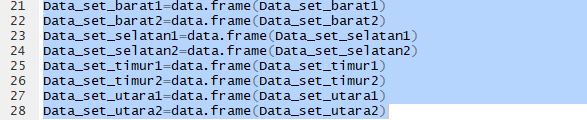 21 Data_set_barat1=data.frame(Data_set_barat1)
22 Data_set_barat2=data.frame(Data_set_barat2)
23 Data_set_selatan1=data.frame(Data_set_selatan1)
24 Data_set_selatan2=data.frame(Data_set_selatan2)
25 Data_set_timur1=data.frame(Data_set_timur1)
26 Data_set_timur2=data.frame(Data_set_timur2)
27 Data_set_utara1=data.frame(Data_set_utara1)
28 Data_set_utara2=data.frame(Data_set_utara2)